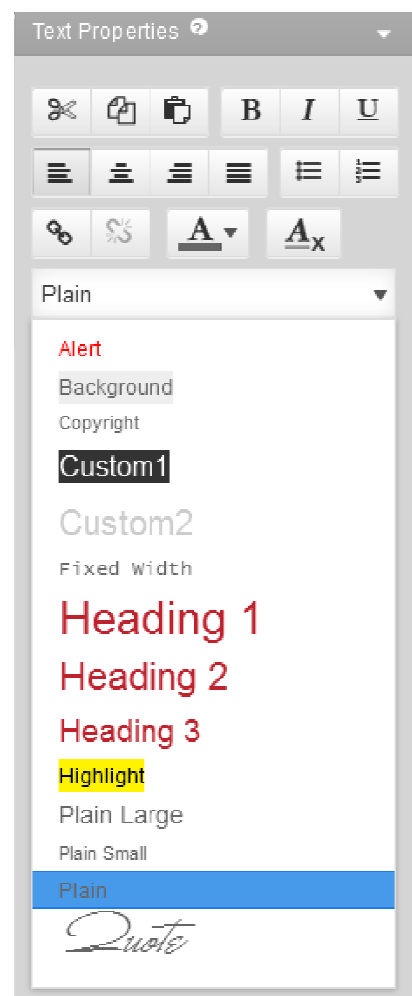 Text Properties ?
B I U
A A x
Plain
Alert
Background
Copyright
Custom1
Custom2
Fixed Width
Heading 1
Heading 2
Heading 3
Highlight
Plain Large
Plain Small
Plain
Quote